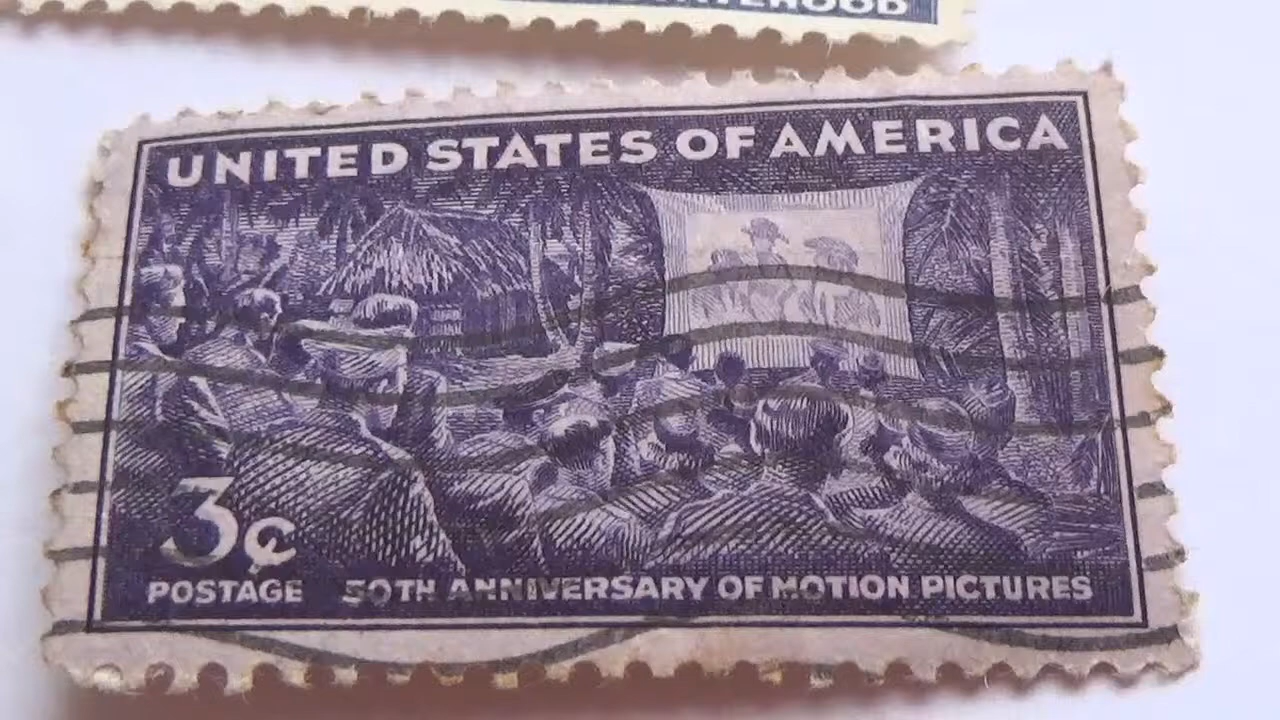 UNITED STATES OF AMERICA
3¢
POSTAGE 50TH ANNIVERSARY OF MOTION PICTURES